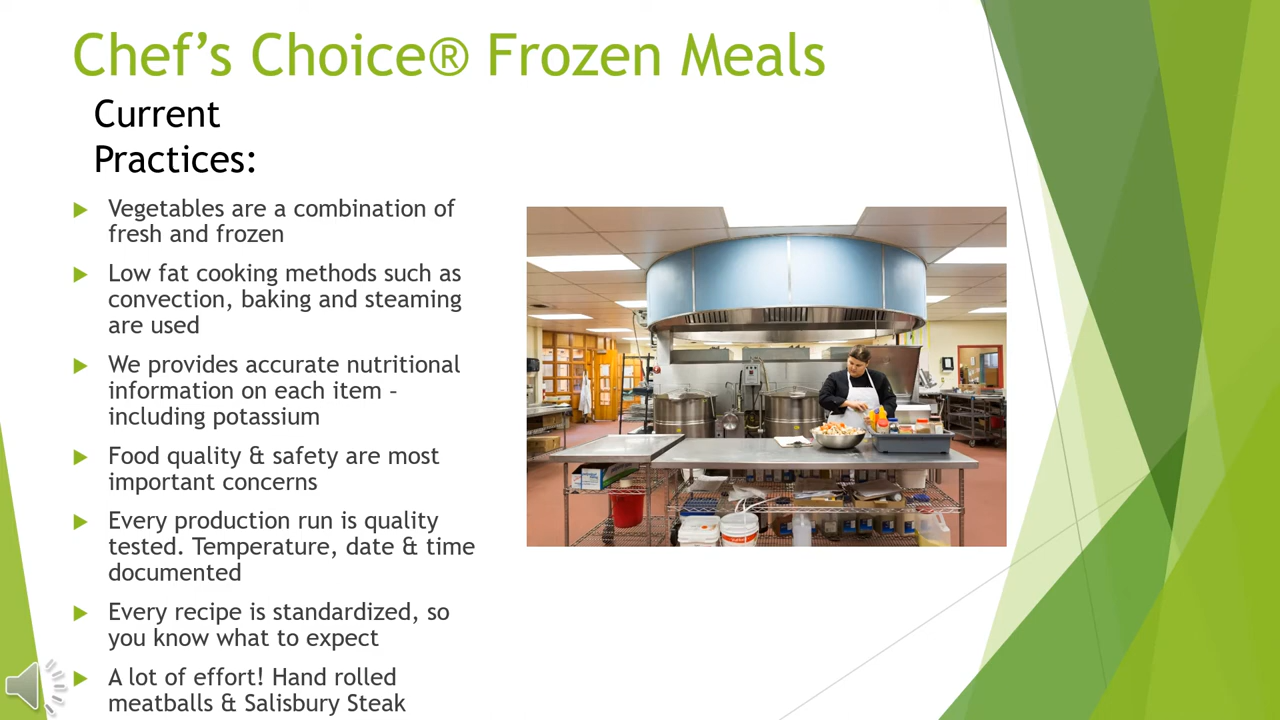 Chef's Choice® Frozen Meals
Current
Practices:
Vegetables are a combination of
fresh and frozen
Low fat cooking methods such as
convection, baking and steaming
are used
We provides accurate nutritional
information on each item –
including potassium
Food quality & safety are most
important concerns
Every production run is quality
tested. Temperature, date & time
documented
Every recipe is standardized, so
you know what to expect
A lot of effort! Hand rolled
meatballs & Salisbury Steak